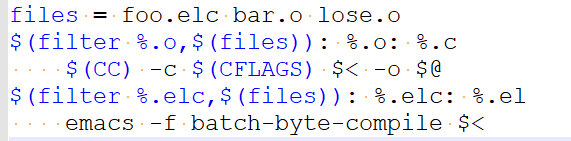 files = foo.elc bar.o lose.o
$(filter %.o,$(files)): %.o: %.c
    $(CC) -c $(CFLAGS) $< -o $@
$(filter %.elc,$(files)): %.elc: %.el
    emacs -f batch-byte-compile $<